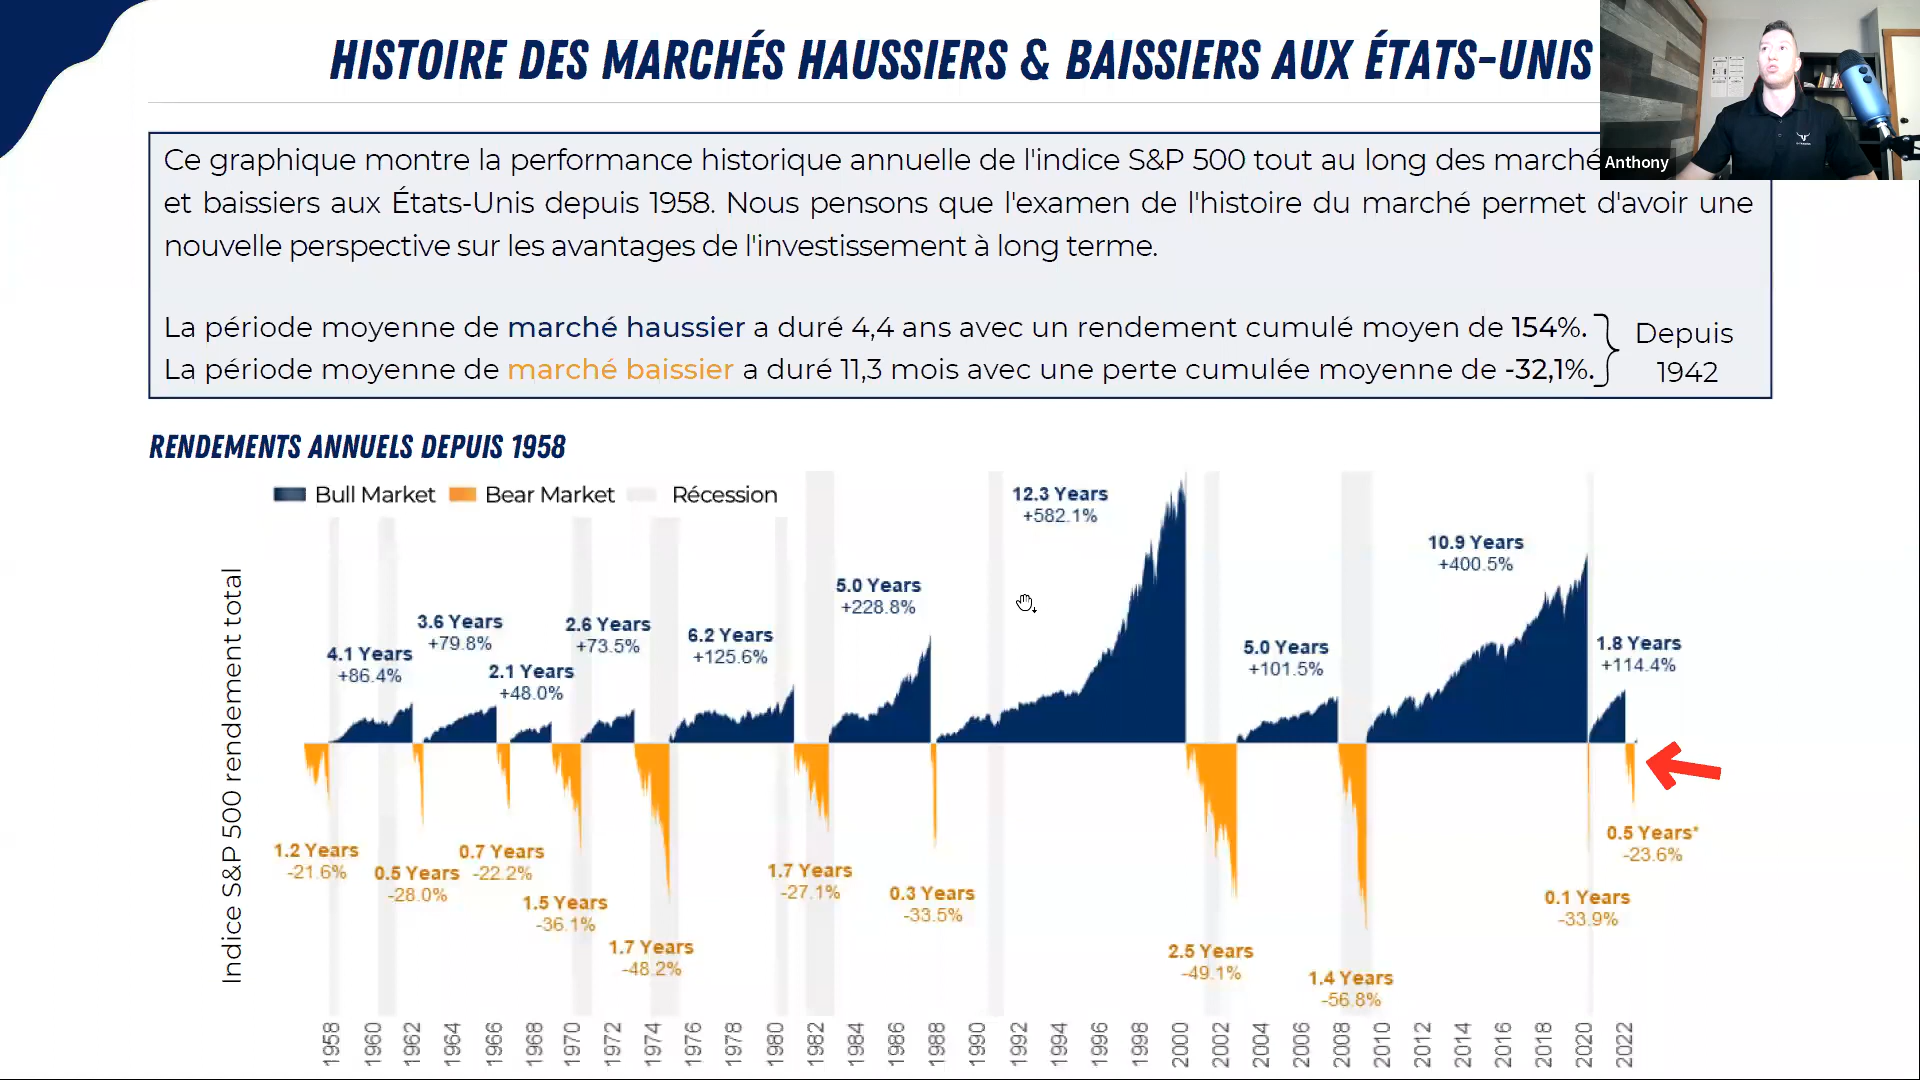 HISTOIRE DES MARCHÉS HAUSSIERS & BAISSIERS AUX ÉTATS-UNIS
Anthony
Ce graphique montre la performance historique annuelle de l'indice S&P 500 tout au long des marché
et baissiers aux États-Unis depuis 1958. Nous pensons que l'examen de l'histoire du marché permet d'avoir une
nouvelle perspective sur les avantages de l'investissement à long terme.
La période moyenne de marché haussier a duré 4,4 ans avec un rendement cumulé moyen de 154%.
La période moyenne de marché baissier a duré 11,3 mois avec une perte cumulée moyenne de -32,1%.
Depuis
1942
RENDEMENTS ANNUELS DEPUIS 1958
Bull Market Bear Market Récession
Indice S&P 500 rendement total
4.1 Years
+86.4%
3.6 Years
+79.8%
2.1 Years
+48.0%
2.6 Years
+73.5%
6.2 Years
+125.6%
5.0 Years
+228.8%
12.3 Years
+582.1%
5.0 Years
+101.5%
10.9 Years
+400.5%
1.8 Years
+114.4%
1.2 Years
-21.6%
0.5 Years
-28.0%
0.7 Years
-22.2%
1.5 Years
-36.1%
1.7 Years
-48.2%
1.7 Years
-27.1%
0.3 Years
-33.5%
2.5 Years
-49.1%
1.4 Years
-56.8%
0.1 Years
-33.9%
0.5 Years*
-23.6%
1958 1960 1962 1964 1966 1968 1970 1972 1974 1976 1978 1980 1982 1984 1986 1988 1990 1992 1994 1996 1998 2000 2002 2004 2006 2008 2010 2012 2014 2016 2018 2020 2022